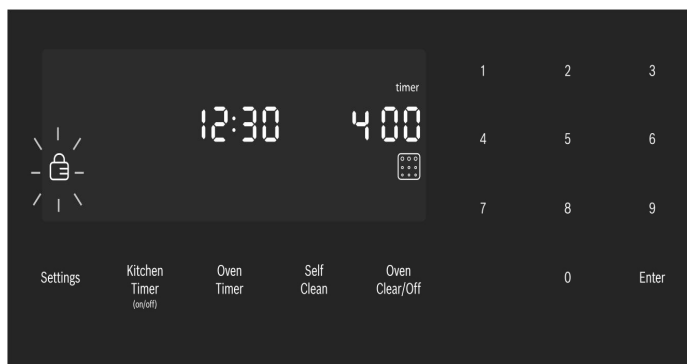 timer
12:30 4 00
1 2 3
4 5 6
7 8 9
0 Enter
Settings
Kitchen
Timer
(on/off)
Oven
Timer
Self
Clean
Oven
Clear/Off